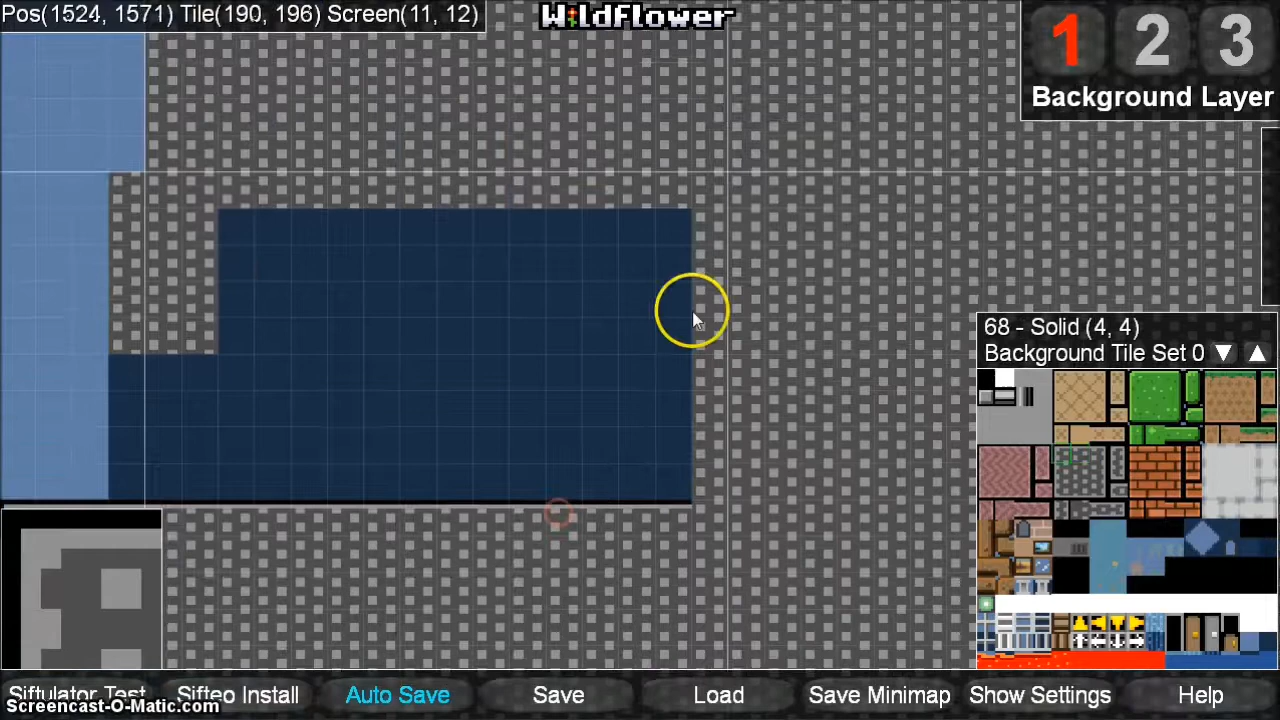 Pos(1524, 1571) Tile(190, 196) Screen(11, 12)
WildFlower
1 2 3
Background Layer
68 - Solid (4, 4)
Background Tile Set 0 ▼ ▲
Siftulator Test Sifteo Install Auto Save Save Load Save Minimap Show Settings Help
Screencast-O-Matic.com